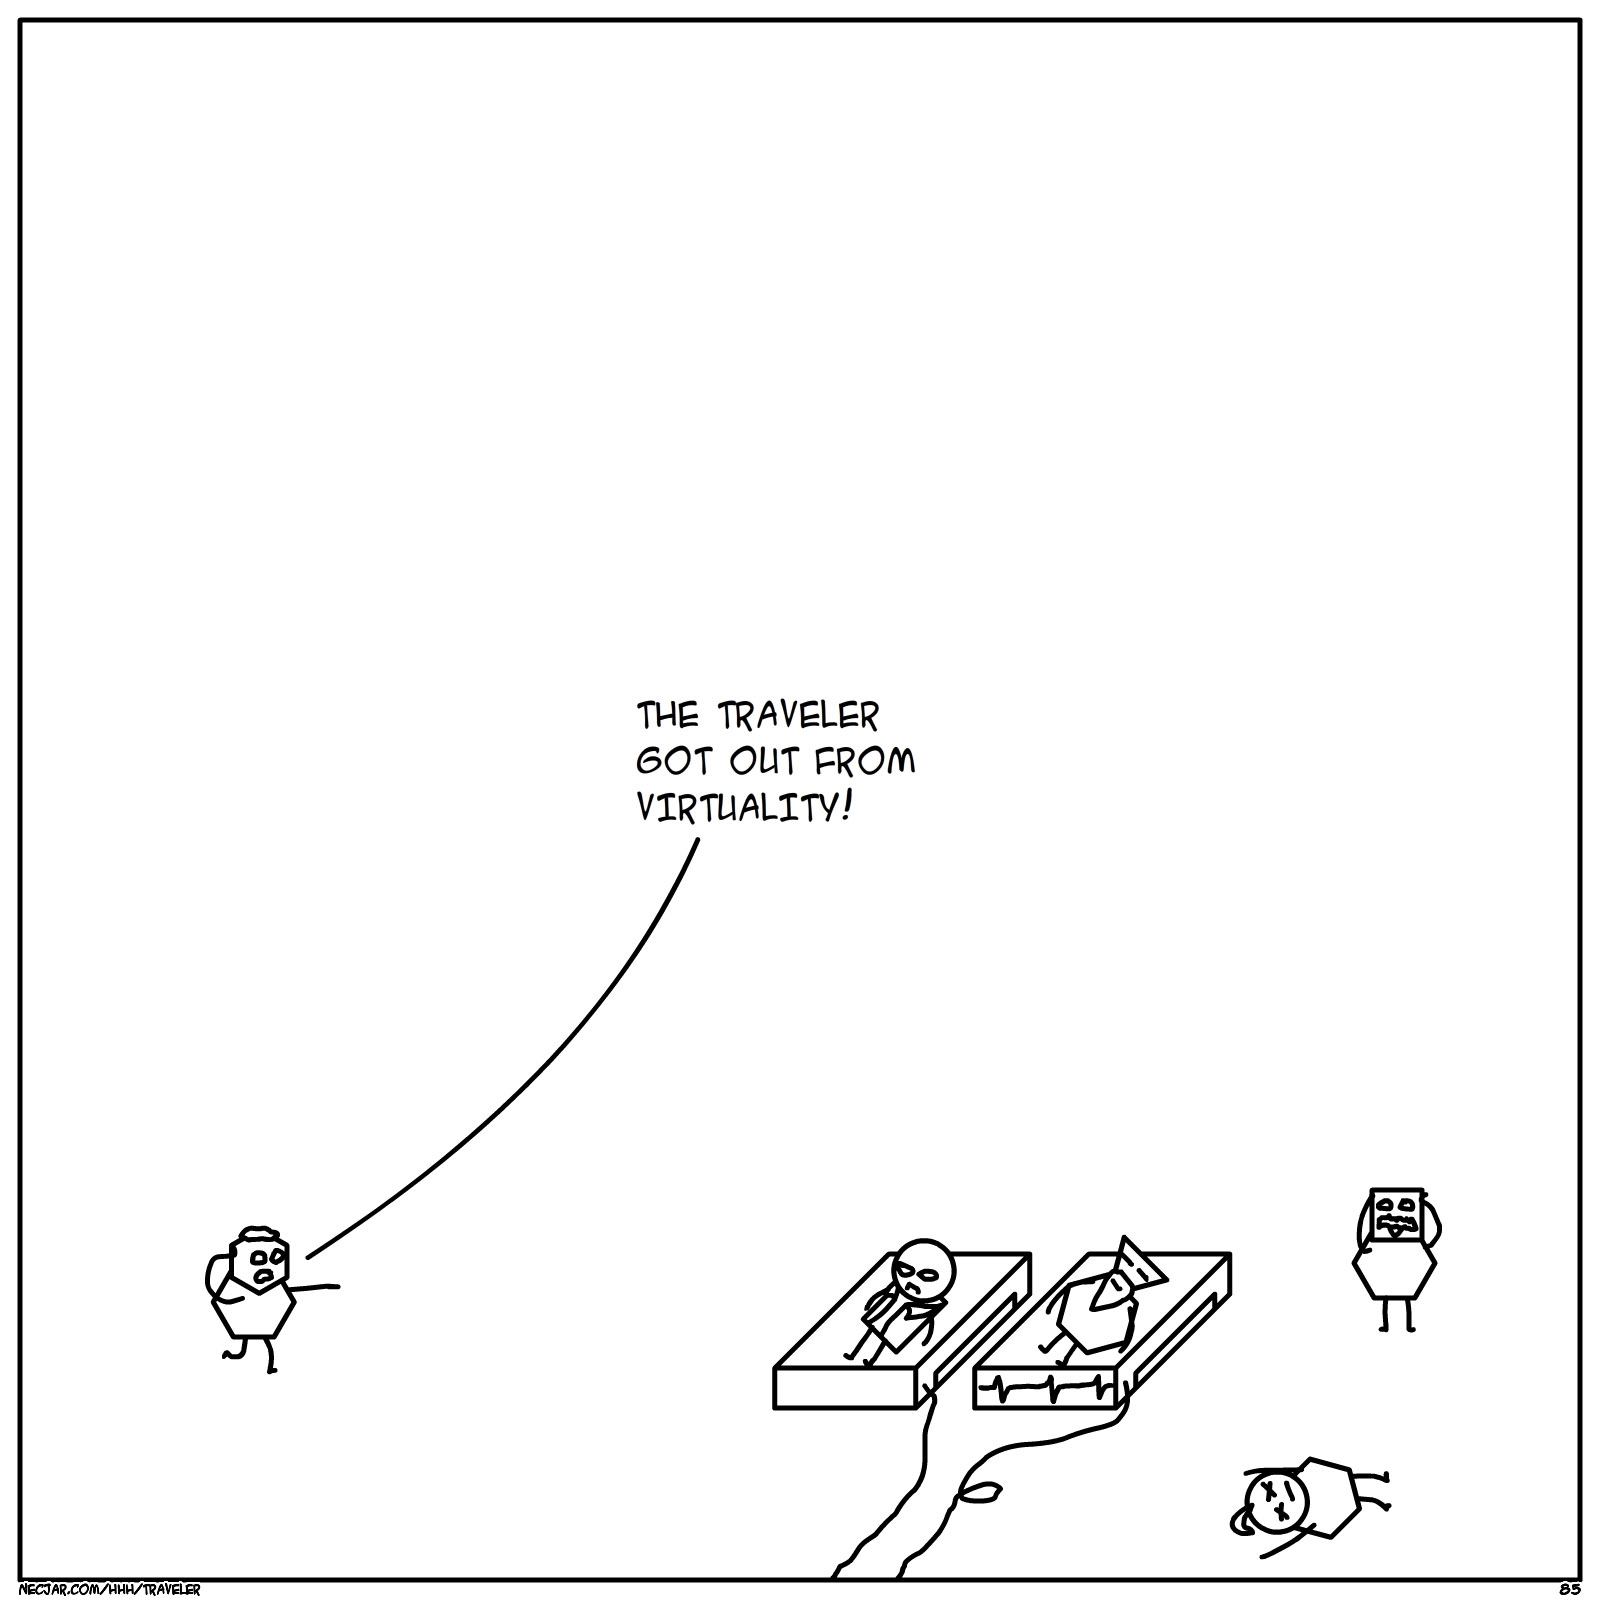 THE TRAVELER
GOT OUT FROM
VIRTUALITY!
NECJAR.COM/HHH/TRAVELER
85